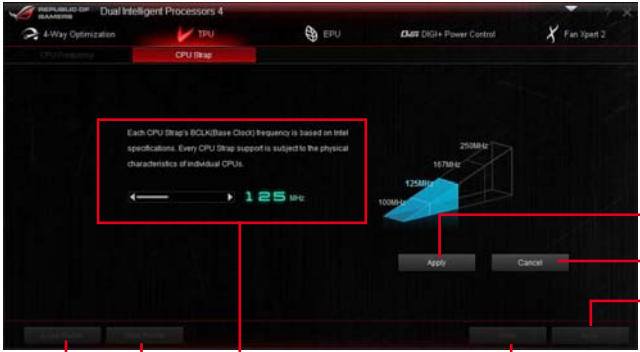 REPUBLIC OF GAMERS
Dual Intelligent Processors 4
?
4-Way Optimization
TPU
EPU
DIGI+ Power Control
Fan Xpert 2
CPU Frequency
CPU Strap
Each CPU Strap's BCLK(Base Clock) frequency is based on Intel
specifications. Every CPU Strap support is subject to the physical
characteristics of individual CPUs.
125 MHz
250MHz
167MHz
125MHz
100MHz
Apply
Cancel